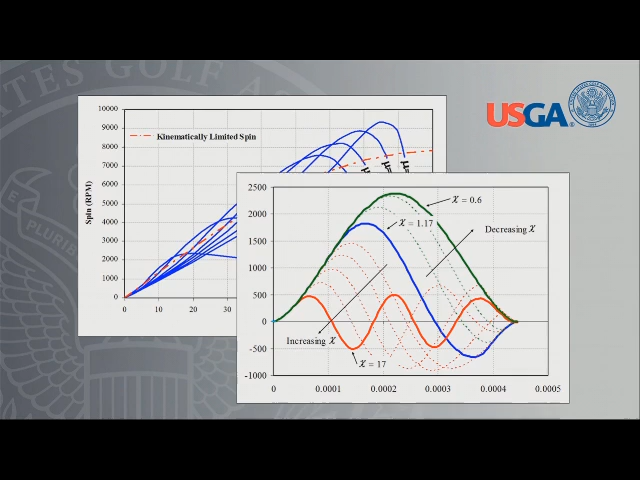 USGA
10000
9000
8000
7000
6000
5000
4000
3000
2000
1000
0
Spin (RPM)
Kinematically Limited Spin
0 10 20 30
μ= μ=
2500
2000
1500
1000
500
0
-500
-1000
0 0.0001 0.0002 0.0003 0.0004 0.0005
χ = 0.6
χ = 1.17
Decreasing χ
Increasing χ
χ = 17